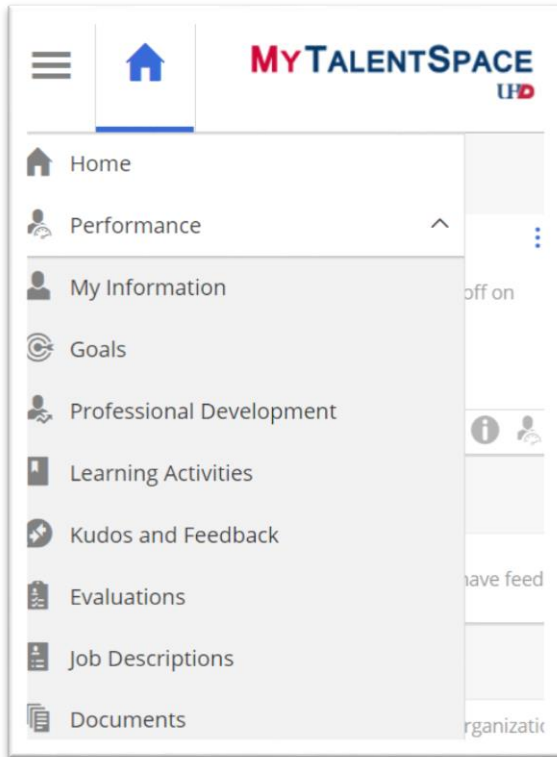 MYTALENTSPACE
UHD
Home
Performance
My Information
off on
Goals
Professional Development
Learning Activities
Kudos and Feedback
have feed
Evaluations
Job Descriptions
Documents
rganizatio